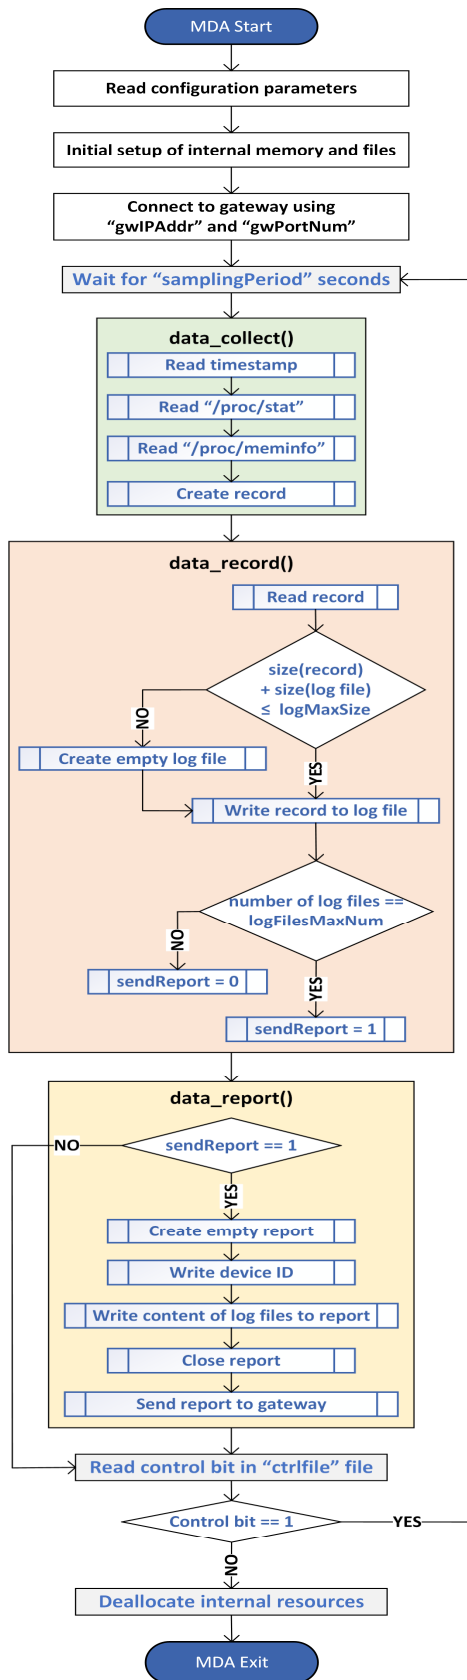 MDA Start
Read configuration parameters
Initial setup of internal memory and files
Connect to gateway using
“gwIPAddr” and “gwPortNum”
Wait for “samplingPeriod” seconds
data_collect()
Read timestamp
Read “/proc/stat”
Read “/proc/meminfo”
Create record
data_record()
Read record
size(record)
+ size(log file)
≤ logMaxSize
NO
Create empty log file
YES
Write record to log file
number of log files ==
logFilesMaxNum
NO
sendReport = 0
YES
sendReport = 1
data_report()
NO
sendReport == 1
YES
Create empty report
Write device ID
Write content of log files to report
Close report
Send report to gateway
Read control bit in “ctrlfile” file
Control bit == 1
YES
NO
Deallocate internal resources
MDA Exit